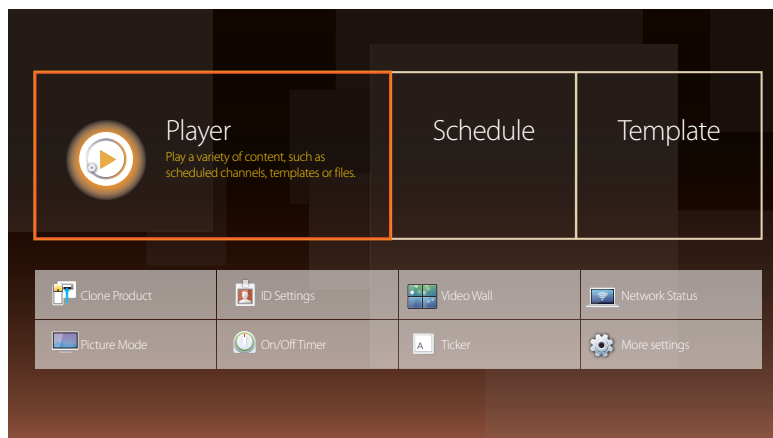 Player
Play a variety of content, such as
scheduled channels, templates or files.
Schedule
Template
Clone Product
ID Settings
Video Wall
Network Status
Picture Mode
On/Off Timer
A
Ticker
More settings